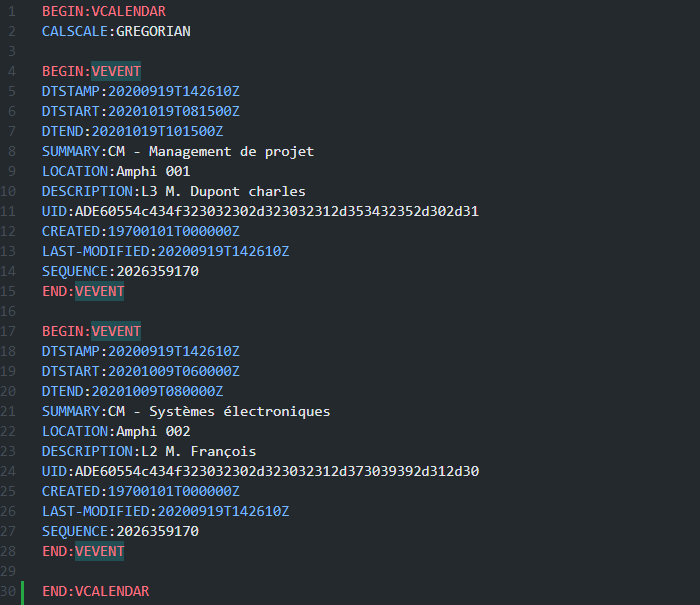 1 BEGIN:VCALENDAR
2 CALSCALE:GREGORIAN
3
4 BEGIN:VEVENT
5 DTSTAMP:20200919T142610Z
6 DTSTART:20201019T081500Z
7 DTEND:20201019T101500Z
8 SUMMARY:CM - Management de projet
9 LOCATION:Amphi 001
10 DESCRIPTION:L3 M. Dupont charles
11 UID:ADE60554c434f323032302d323032312d353432352d302d31
12 CREATED:19700101T000000Z
13 LAST-MODIFIED:20200919T142610Z
14 SEQUENCE:2026359170
15 END:VEVENT
16
17 BEGIN:VEVENT
18 DTSTAMP:20200919T142610Z
19 DTSTART:20201009T060000Z
20 DTEND:20201009T080000Z
21 SUMMARY:CM - Systèmes électroniques
22 LOCATION:Amphi 002
23 DESCRIPTION:L2 M. François
24 UID:ADE60554c434f323032302d323032312d373039392d312d30
25 CREATED:19700101T000000Z
26 LAST-MODIFIED:20200919T142610Z
27 SEQUENCE:2026359170
28 END:VEVENT
29
30 END:VCALENDAR